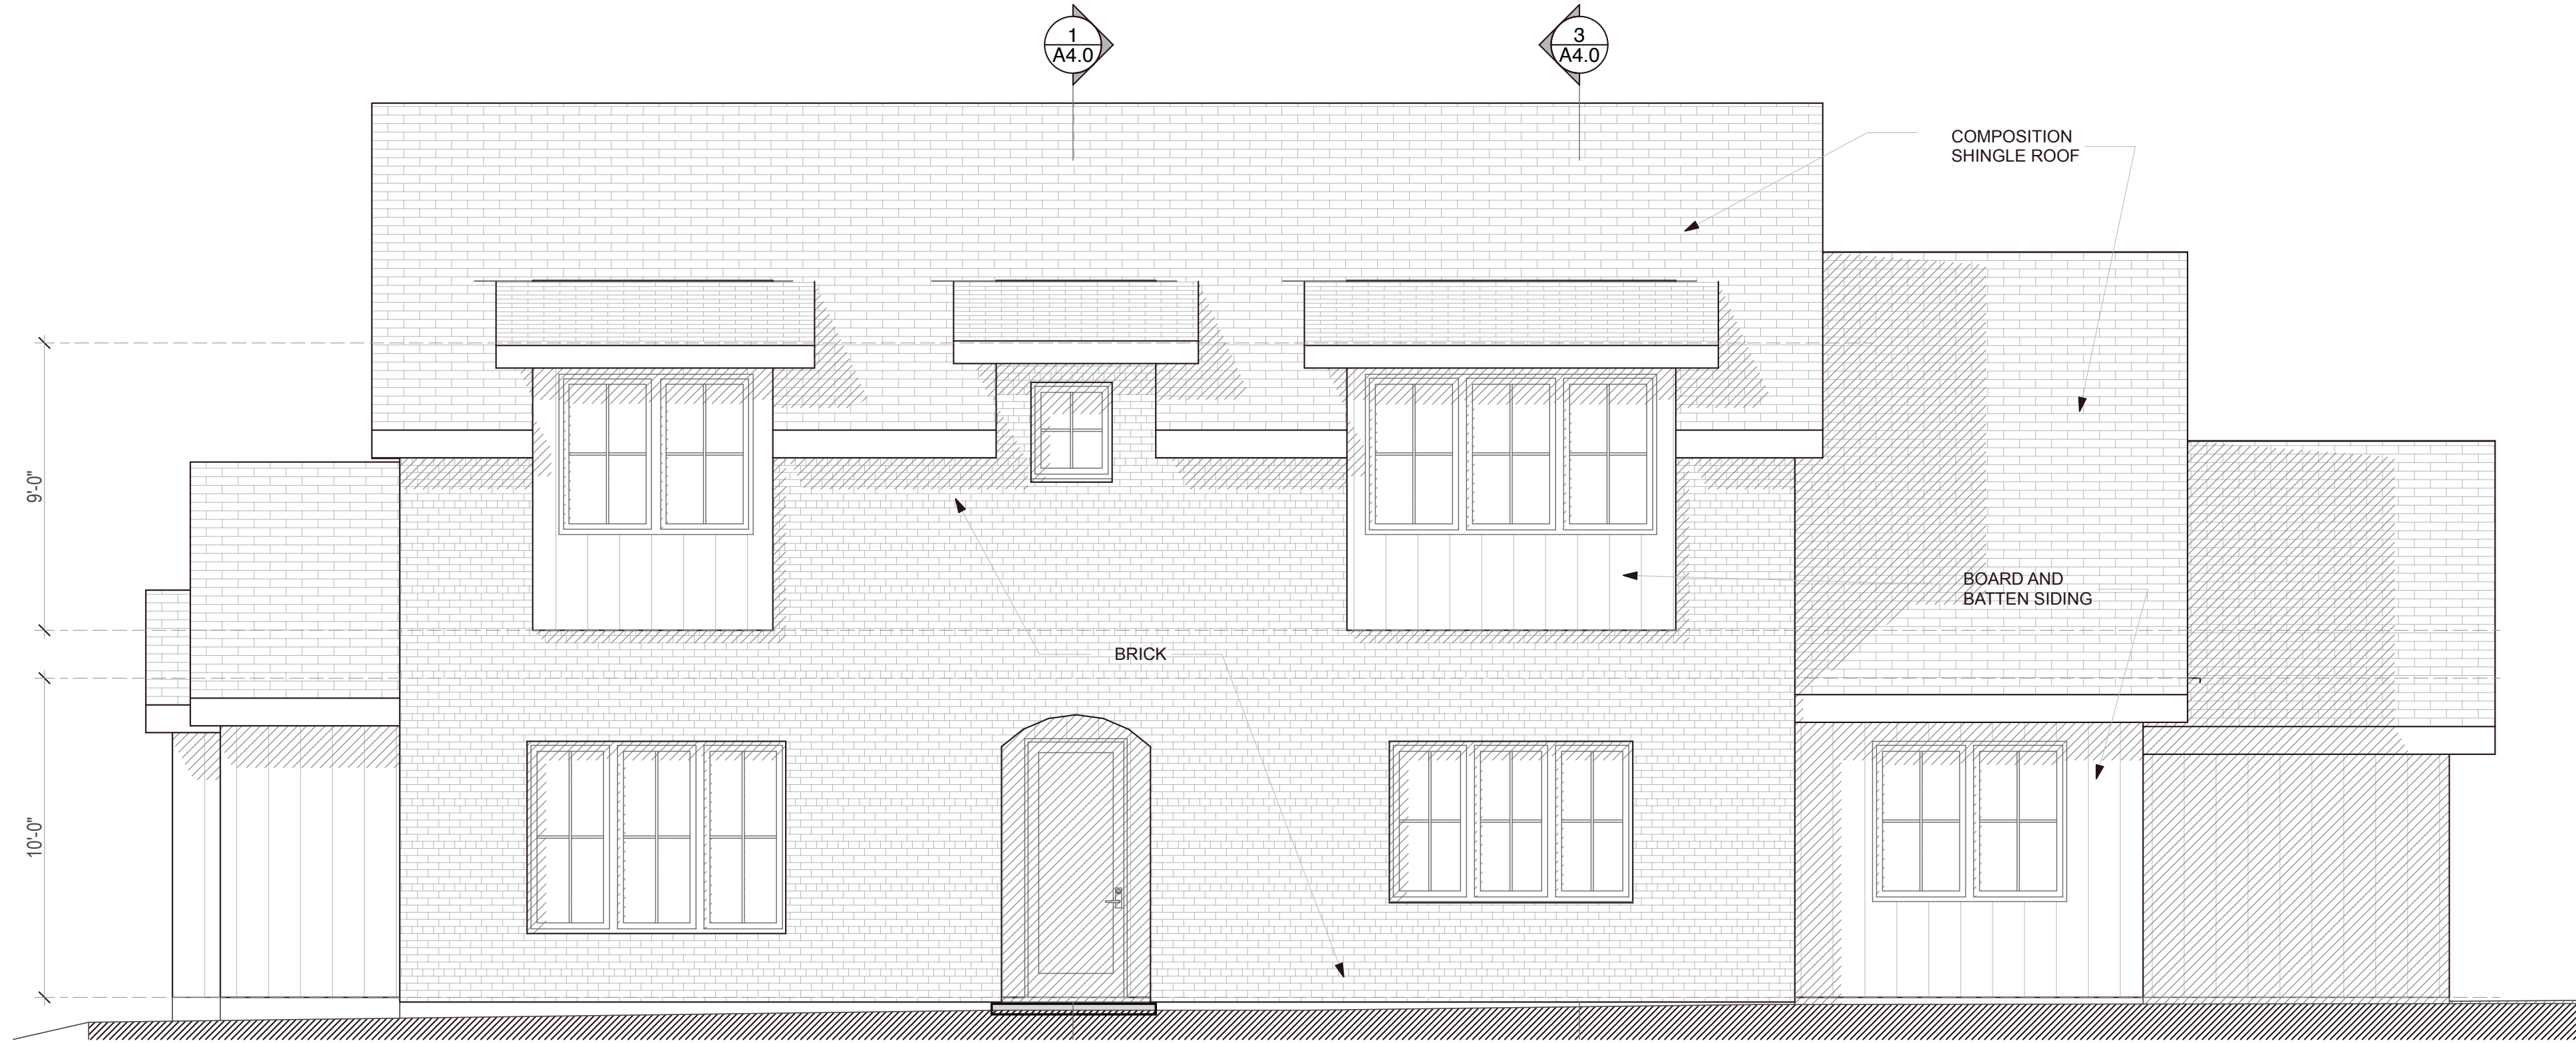 1
A4.0
3
A4.0
COMPOSITION
SHINGLE ROOF
9'-0"
BOARD AND
BATTEN SIDING
BRICK
10'-0"